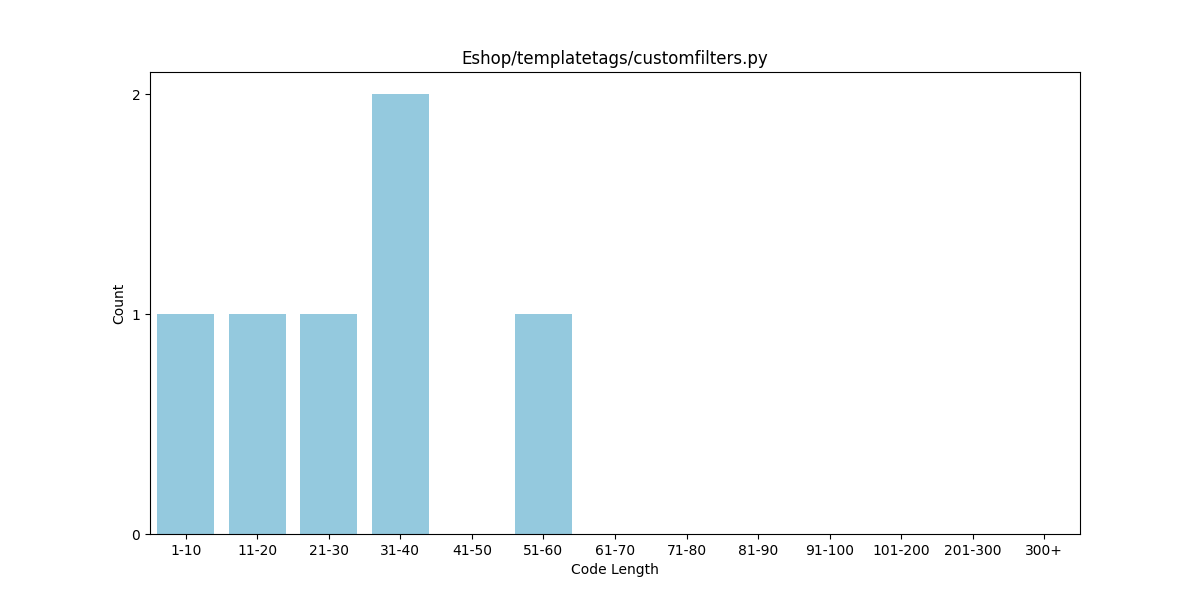 Eshop/templatetags/customfilters.py
Count
2
1
0
1-10 11-20 21-30 31-40 41-50 51-60 61-70 71-80 81-90 91-100 101-200 201-300 300+
Code Length